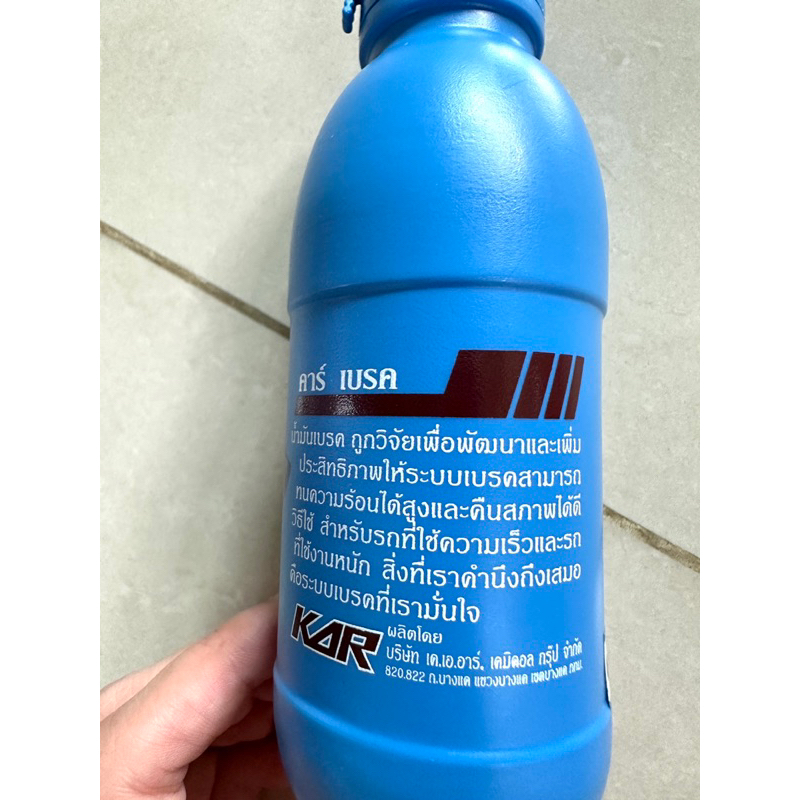 คาร์ เบรค
น้ำมันเบรค ถูกวิจัยเพื่อพัฒนาและเพิ่ม
ประสิทธิภาพให้ระบบเบรคสามารถ
ทนความร้อนได้สูงและคืนสภาพได้ดี
วิธีใช้ สำหรับรถที่ใช้ความเร็วและรถ
ที่ใช้งานหนัก สิ่งที่เราคำนึงถึงเสมอ
คือระบบเบรคที่เรามั่นใจ
KAR
ผลิตโดย
บริษัท เค.เอ.อาร์. เคมิคอล กรุ๊ป จำกัด
820.822 ถ.บางแค แขวงบางแค เขตบางแค กทม.